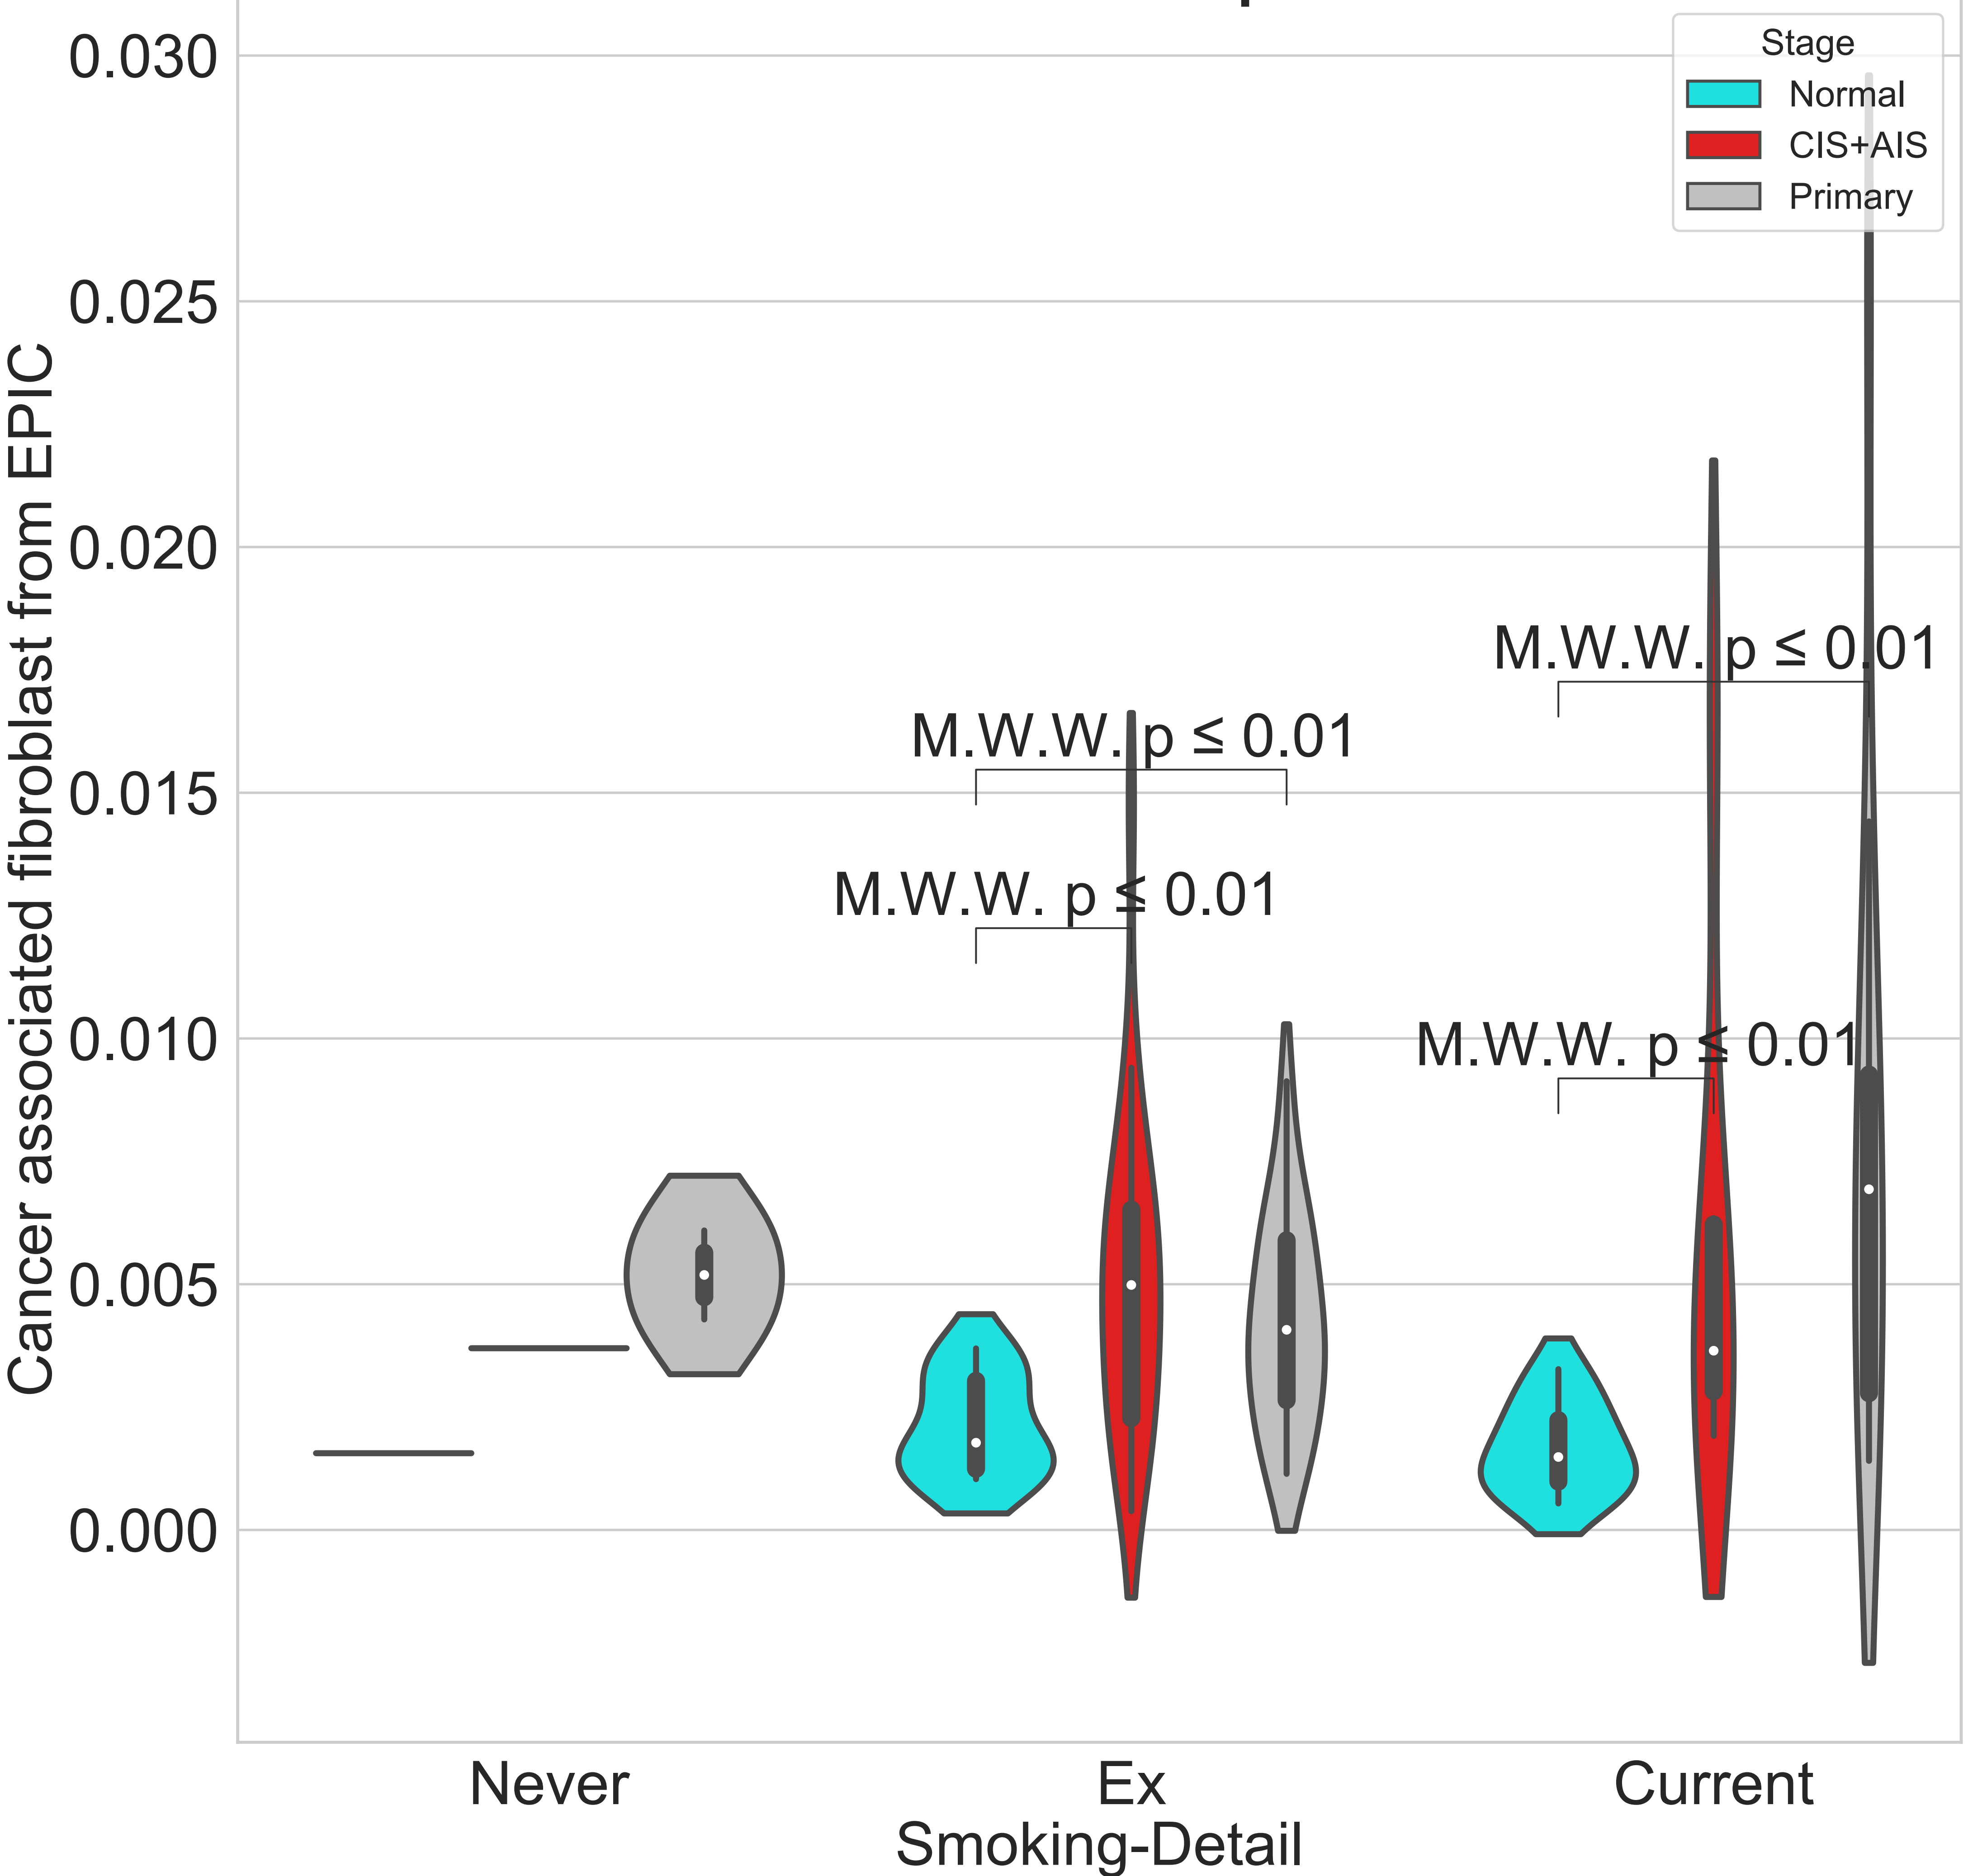 0.030
0.025
0.020
0.015
0.010
0.005
0.000
Cancer associated fibroblast from EPIC
Stage
Normal
CIS+AIS
Primary
M.W.W. p ≤ 0.01
M.W.W. p ≤ 0.01
M.W.W. p ≤ 0.01
M.W.W. p ≤ 0.01
Never
Ex
Current
Smoking-Detail